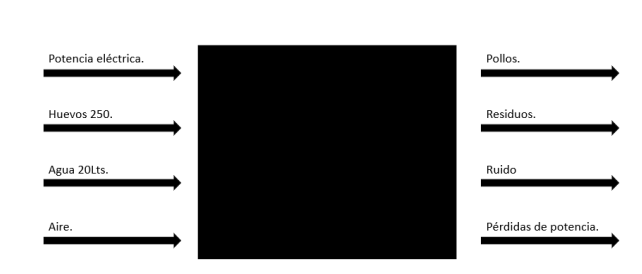 Potencia eléctrica.
Huevos 250.
Agua 20Lts.
Aire.
Pollos.
Residuos.
Ruido
Pérdidas de potencia.